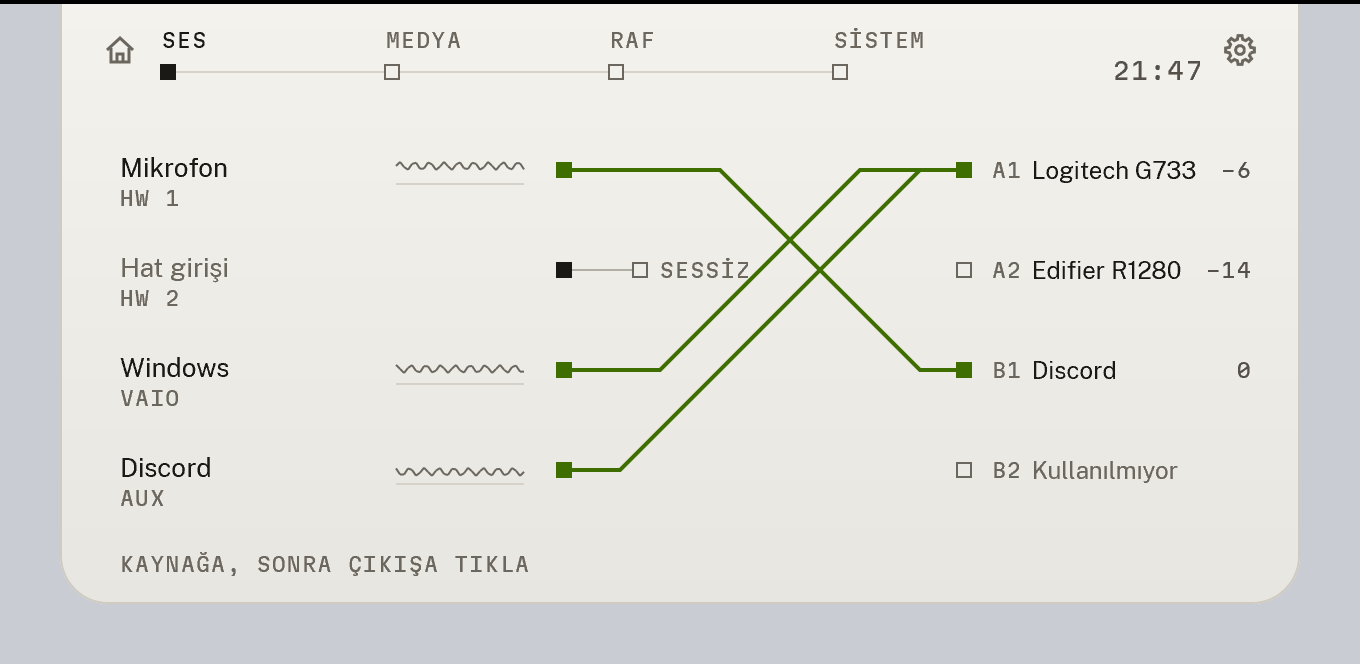 SES
MEDYA
RAF
SİSTEM
21:47
Mikrofon
HW 1
A1 Logitech G733 −6
Hat girişi
HW 2
SESSİZ
A2 Edifier R1280 −14
Windows
VAIO
B1 Discord 0
Discord
AUX
B2 Kullanılmıyor
KAYNAĞA, SONRA ÇIKIŞA TIKLA